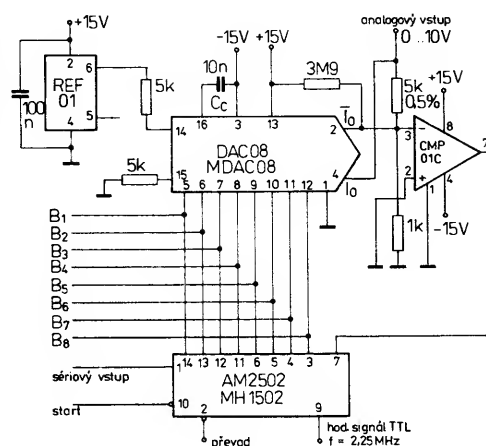 analogový vstup
0 .. 10V
+15V
-15V
+15V
3M9
10n
Cc
5k
0,5%
+15V
2
6
REF
01
5
4
100
n
5k
14
16
3
13
2
I̅o
3
8
CMP
01C
7
DAC08
MDAC08
4
Io
2
1
4
-15V
5k
15
1
1k
5 6 7 8 9 10 11 12
B1
B2
B3
B4
B5
B6
B7
B8
14 13 12 11 6 5 4 3 7
sériový vstup
1
AM2502
MH1502
start
10
2
9
převod
hod. signál TTL
f = 2,25MHz